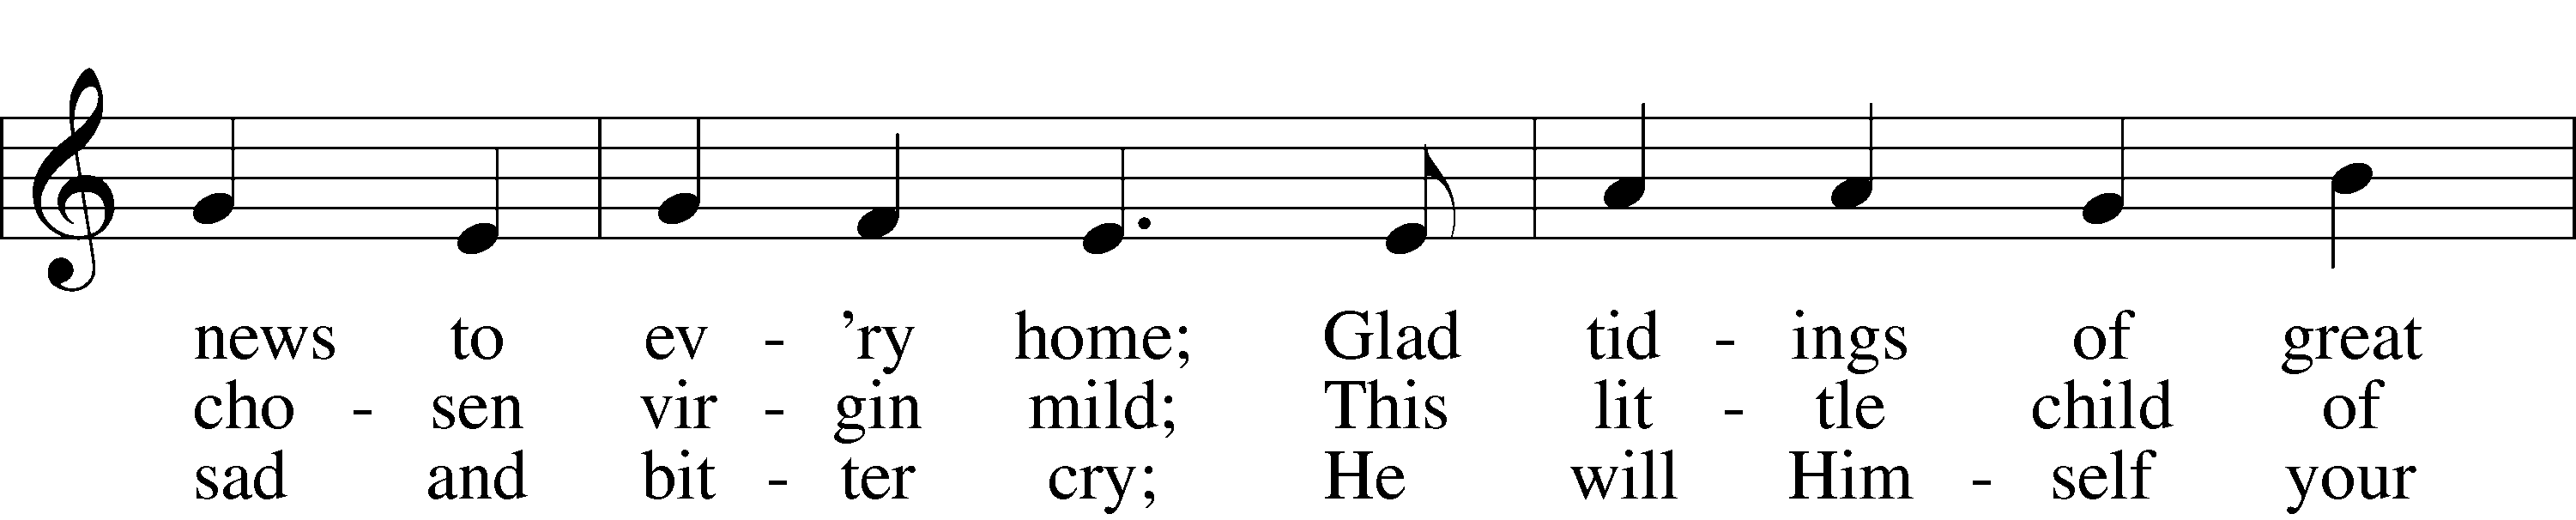 news to ev - ’ry home; Glad tid - ings of great
cho - sen vir - gin mild; This lit - tle child of
sad and bit - ter cry; He will Him - self your